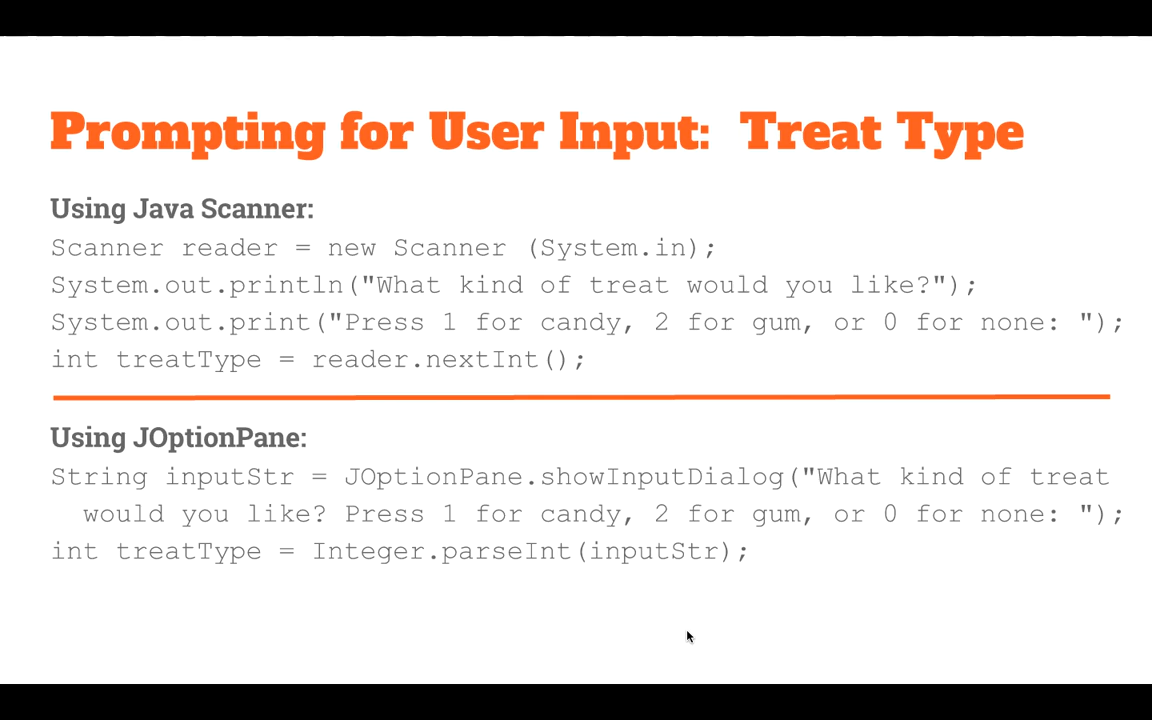 Prompting for User Input:  Treat Type
Using Java Scanner:
Scanner reader = new Scanner (System.in);
System.out.println("What kind of treat would you like?");
System.out.print("Press 1 for candy, 2 for gum, or 0 for none: ");
int treatType = reader.nextInt();
Using JOptionPane:
String inputStr = JOptionPane.showInputDialog("What kind of treat
  would you like? Press 1 for candy, 2 for gum, or 0 for none: ");
int treatType = Integer.parseInt(inputStr);